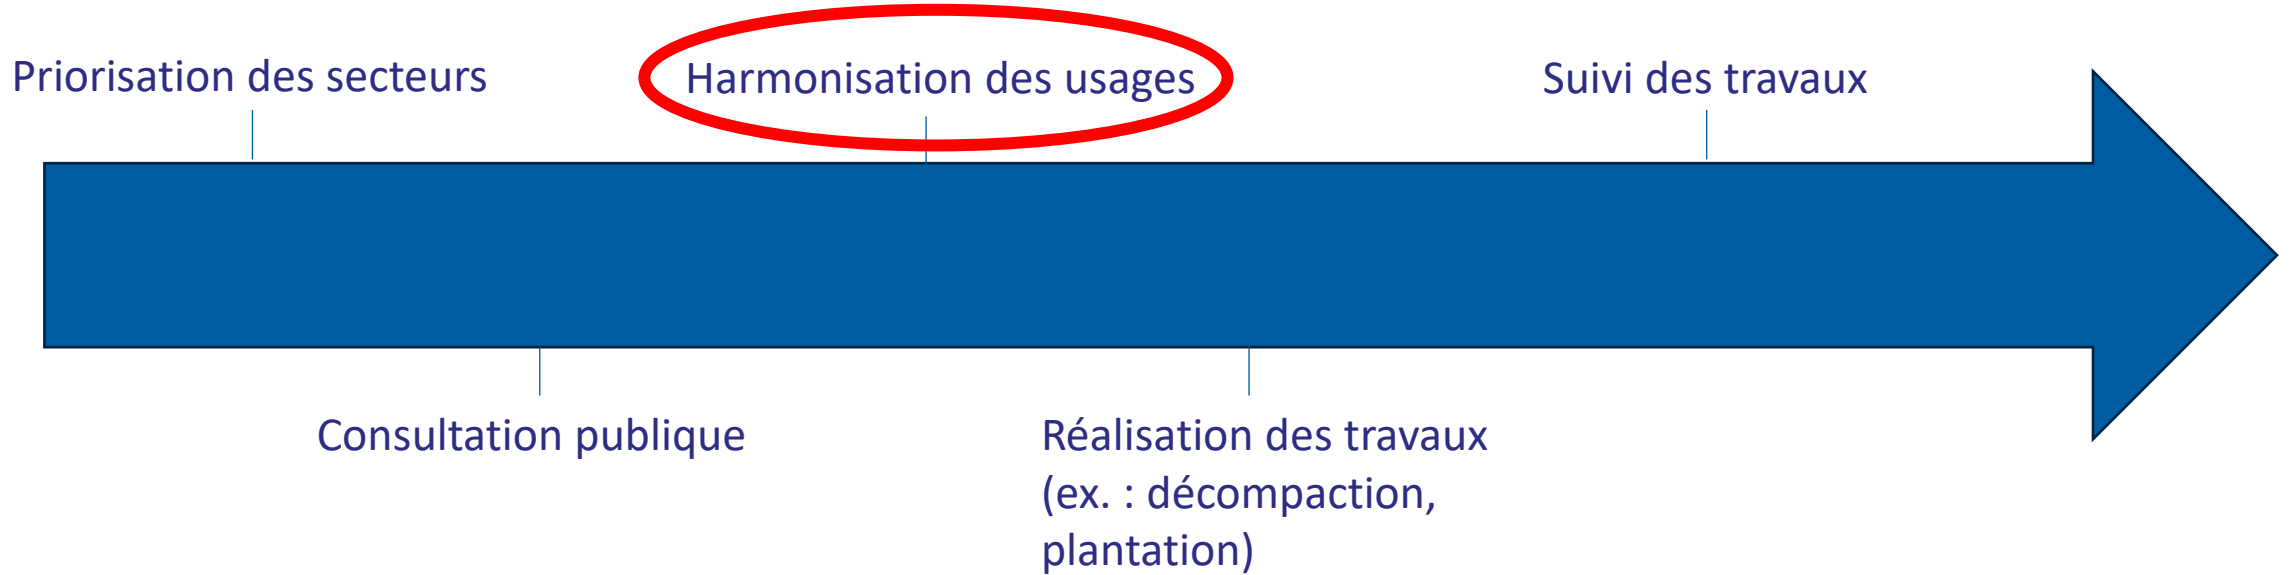 Priorisation des secteurs
Harmonisation des usages
Suivi des travaux
Consultation publique
Réalisation des travaux
(ex. : décompaction,
plantation)